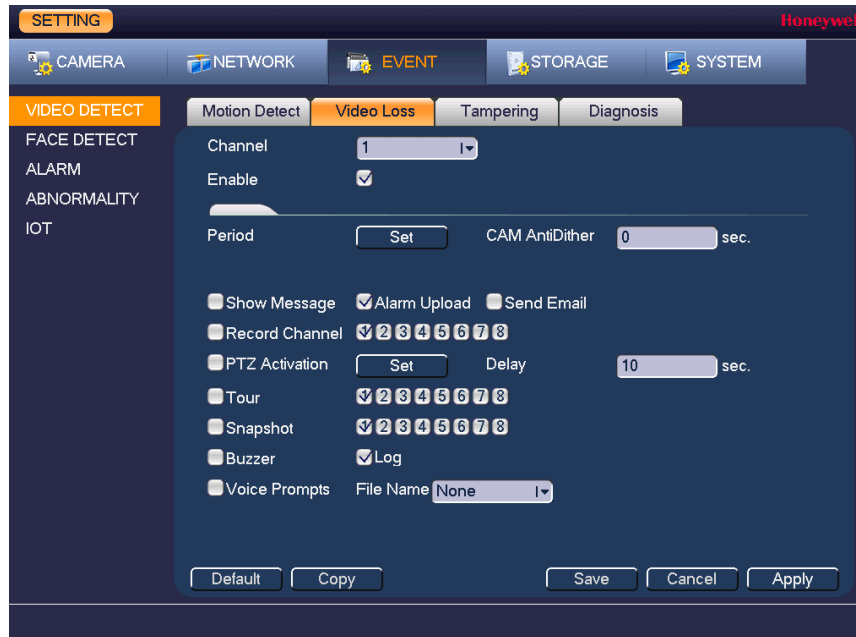 SETTING
Honeywel
CAMERA NETWORK EVENT STORAGE SYSTEM
VIDEO DETECT
FACE DETECT
ALARM
ABNORMALITY
IOT
Motion Detect Video Loss Tampering Diagnosis
Channel 1
Enable
Period Set CAM AntiDither 0 sec.
Show Message Alarm Upload Send Email
Record Channel 1 2 3 4 5 6 7 8
PTZ Activation Set Delay 10 sec.
Tour 1 2 3 4 5 6 7 8
Snapshot 1 2 3 4 5 6 7 8
Buzzer Log
Voice Prompts File Name None
Default Copy Save Cancel Apply